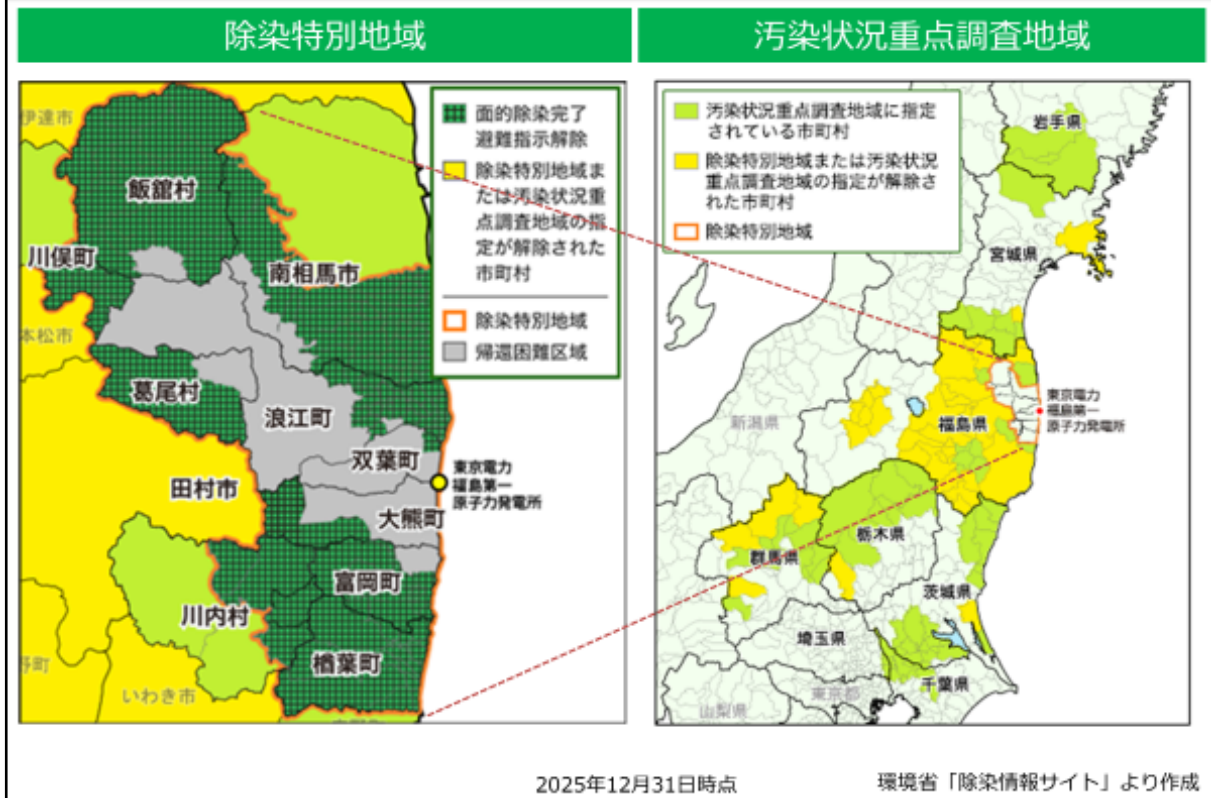 除染特別地域
汚染状況重点調査地域
面的除染完了
避難指示解除
除染特別地域ま
たは汚染状況重
点調査地域の指
定が解除された
市町村
除染特別地域
帰還困難区域
伊達市
飯舘村
川俣町
南相馬市
本松市
葛尾村
浪江町
双葉町
東京電力
福島第一
原子力発電所
田村市
大熊町
富岡町
川内村
楢葉町
野町
いわき市
汚染状況重点調査地域に指定
されている市町村
除染特別地域または汚染状況
重点調査地域の指定が解除さ
れた市町村
除染特別地域
岩手県
宮城県
新潟県
福島県
東京電力
福島第一
原子力発電所
群馬県
栃木県
茨城県
埼玉県
東京都
千葉県
山梨県
2025年12月31日時点
環境省「除染情報サイト」より作成